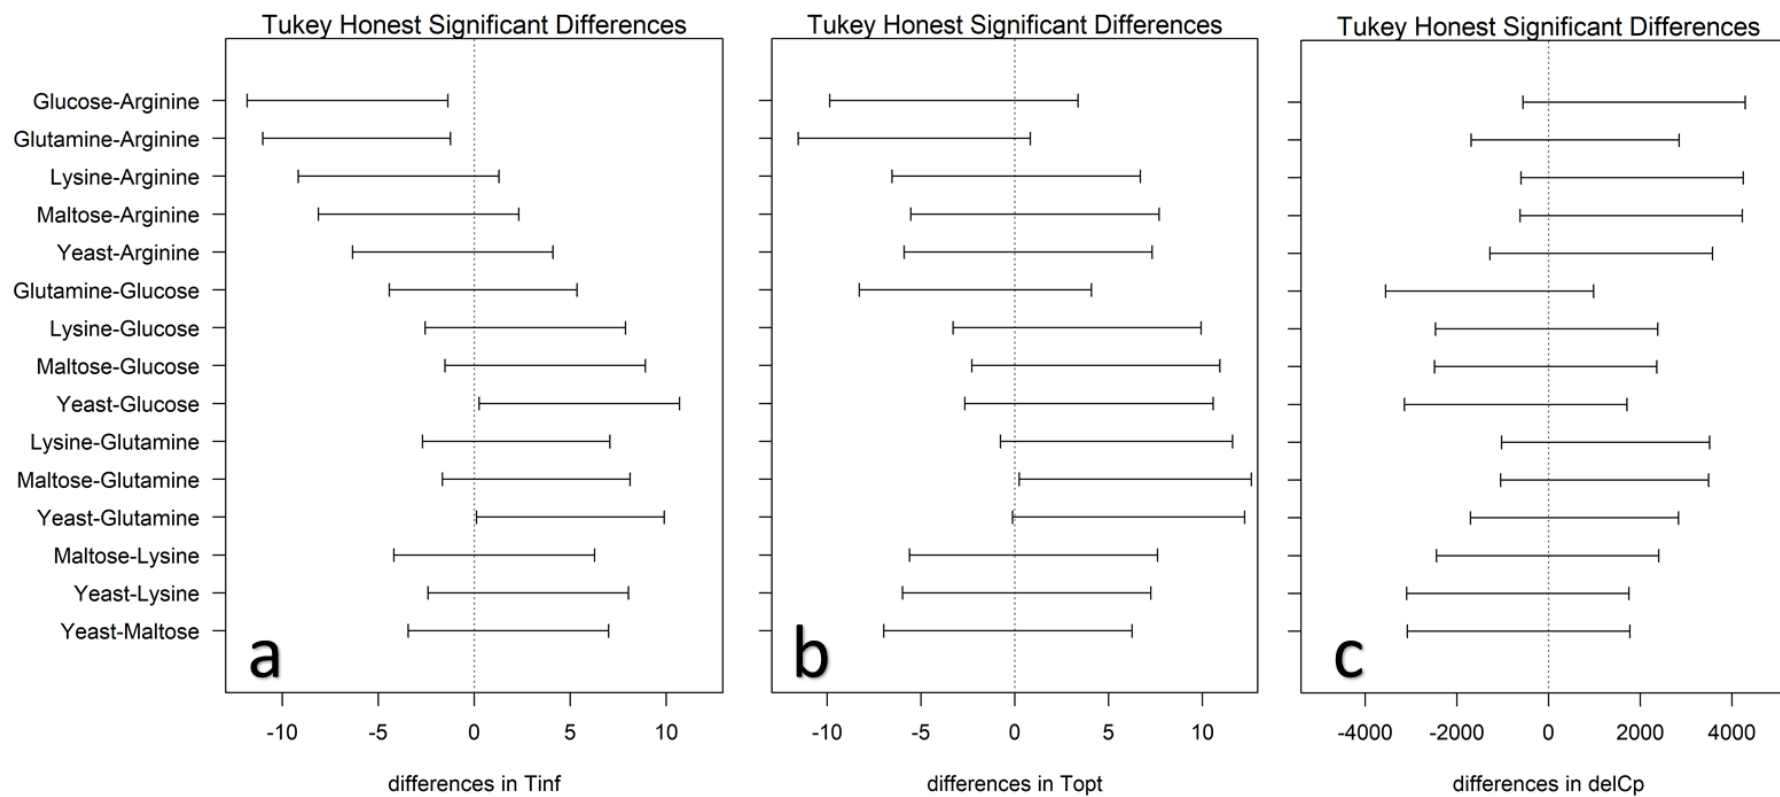 Tukey Honest Significant Differences
Tukey Honest Significant Differences
Tukey Honest Significant Differences
Glucose-Arginine
Glutamine-Arginine
Lysine-Arginine
Maltose-Arginine
Yeast-Arginine
Glutamine-Glucose
Lysine-Glucose
Maltose-Glucose
Yeast-Glucose
Lysine-Glutamine
Maltose-Glutamine
Yeast-Glutamine
Maltose-Lysine
Yeast-Lysine
Yeast-Maltose
a
b
c
-10 -5 0 5 10
-10 -5 0 5 10
-4000 -2000 0 2000 4000
differences in Tinf
differences in Topt
differences in delCp